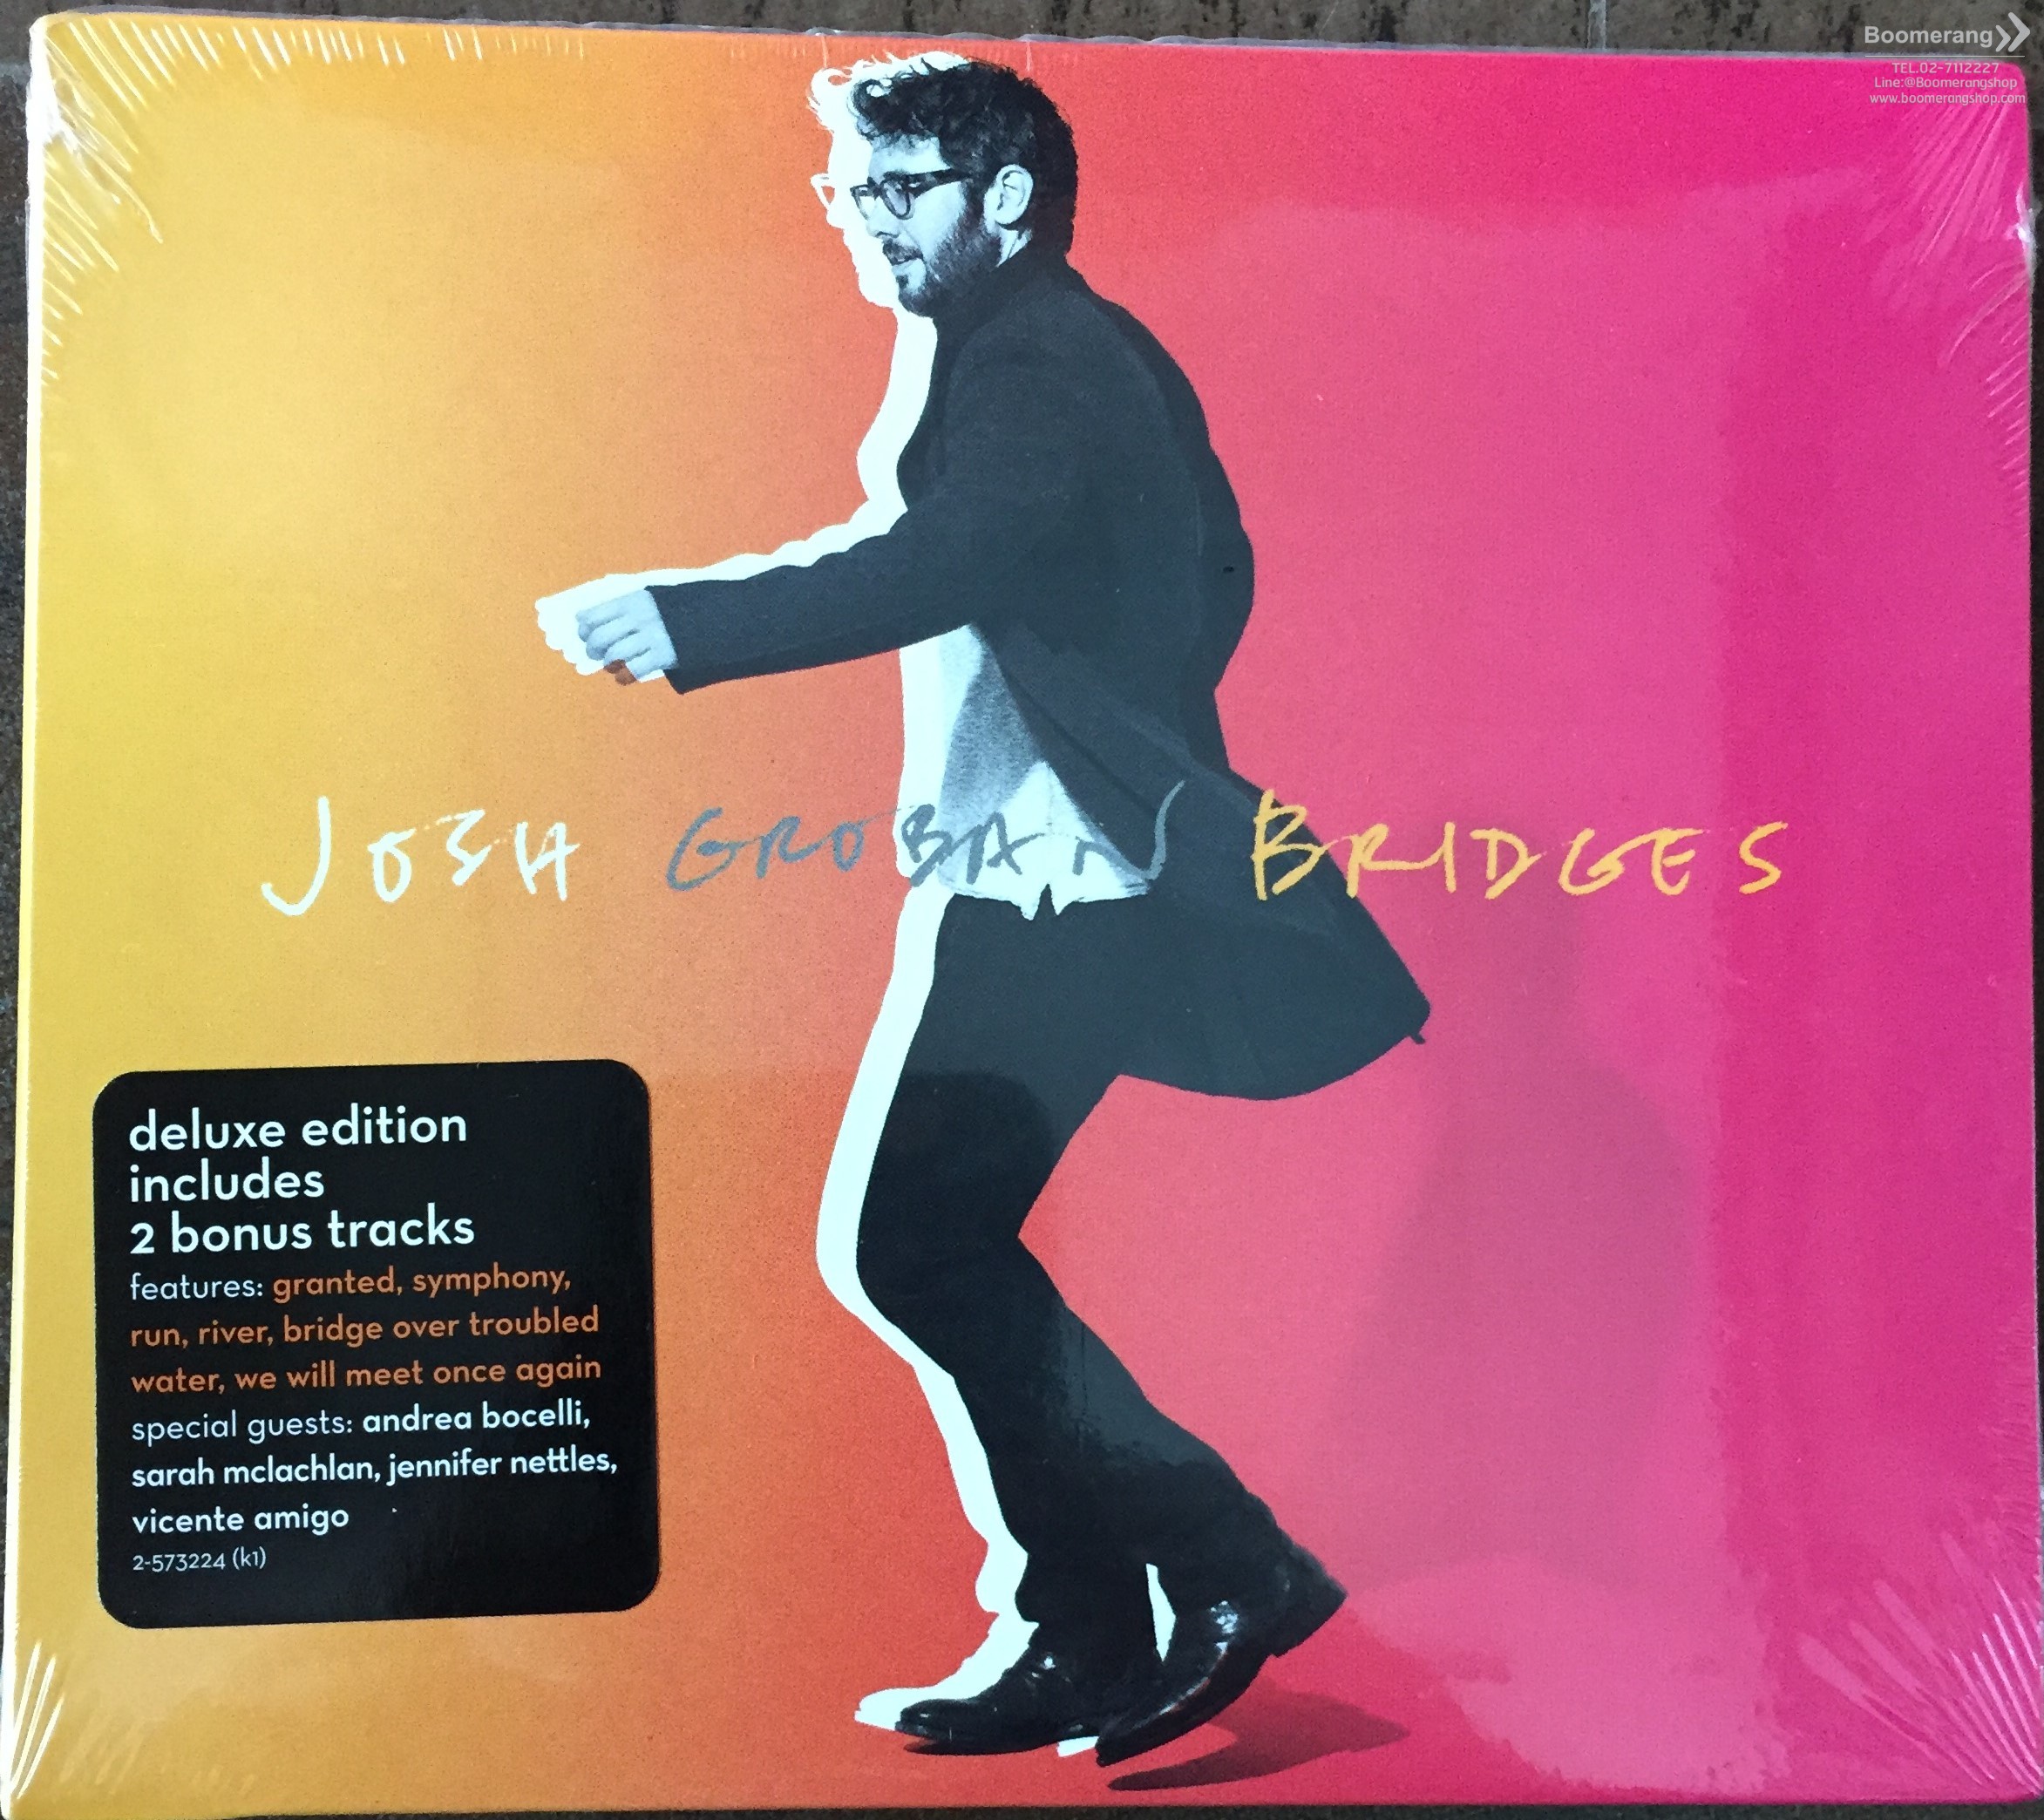 Boomerang
TEL.02-7112227
Line:@Boomerangshop
www.boomerangshop.com
JOSH GROBAN BRIDGES
deluxe edition
includes
2 bonus tracks
features: granted, symphony,
run, river, bridge over troubled
water, we will meet once again
special guests: andrea bocelli,
sarah mclachlan, jennifer nettles,
vicente amigo
2-573224 (k1)